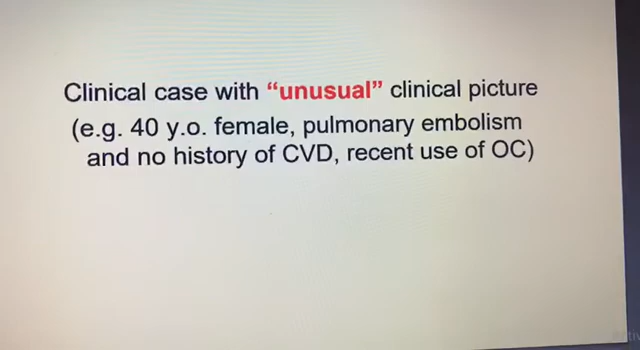 Clinical case with “unusual” clinical picture
(e.g. 40 y.o. female, pulmonary embolism
and no history of CVD, recent use of OC)